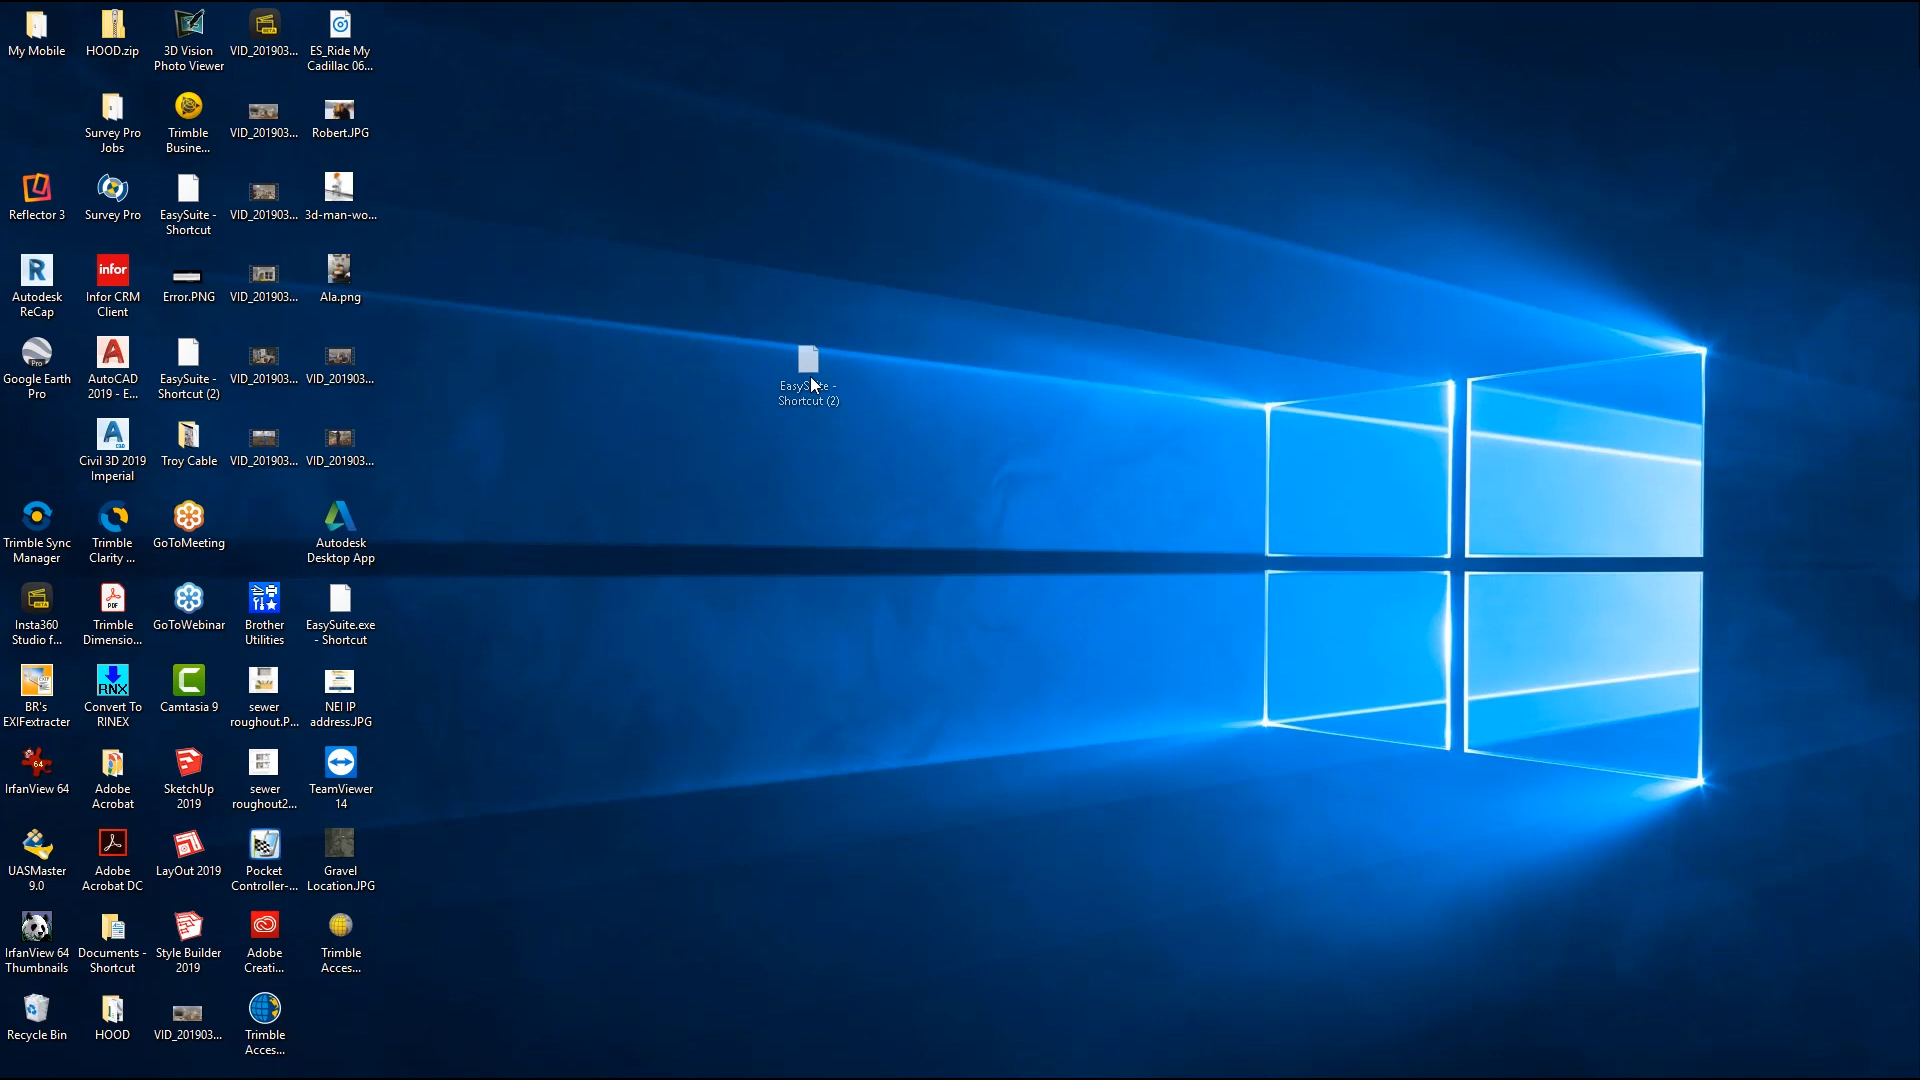 My Mobile
HOOD.zip
3D Vision
Photo Viewer
VID_201903...
ES_Ride My
Cadillac 06...
Survey Pro
Jobs
Trimble
Busine...
VID_201903...
Robert.JPG
Reflector 3
Survey Pro
EasySuite -
Shortcut
VID_201903...
3d-man-wo...
Autodesk
ReCap
infor
Infor CRM
Client
Error.PNG
VID_201903...
Ala.png
Pro
Google Earth
Pro
AutoCAD
2019 - E...
EasySuite -
Shortcut (2)
VID_201903...
VID_201903...
Shortcut (2)
Civil 3D 2019
Imperial
Troy Cable
VID_201903...
VID_201903...
Trimble Sync
Manager
Trimble
Clarity ...
GoToMeeting
Autodesk
Desktop App
BETA
Insta360
Studio f...
PDF
Trimble
Dimensio...
GoToWebinar
Brother
Utilities
EasySuite.exe
- Shortcut
BR's
EXIFextracter
RNX
Convert To
RINEX
Camtasia 9
sewer
roughout.P...
NEI IP
address.JPG
64
IrfanView 64
Adobe
Acrobat
SketchUp
2019
sewer
roughout2...
TeamViewer
14
UASMaster
9.0
Adobe
Acrobat DC
LayOut 2019
Pocket
Controller-...
Gravel
Location.JPG
IrfanView 64
Thumbnails
Documents -
Shortcut
Style Builder
2019
Adobe
Creati...
Trimble
Acces...
Recycle Bin
HOOD
VID_201903...
Trimble
Acces...